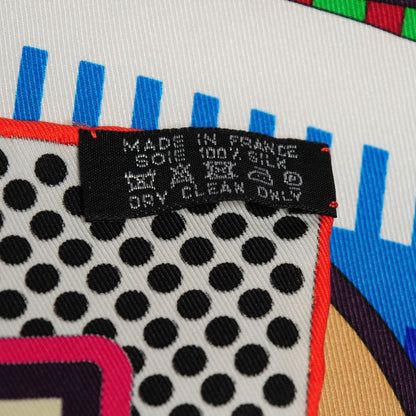 MADE IN FRANCE
SOIE 100% SILK
P
DRY CLEAN ONLY